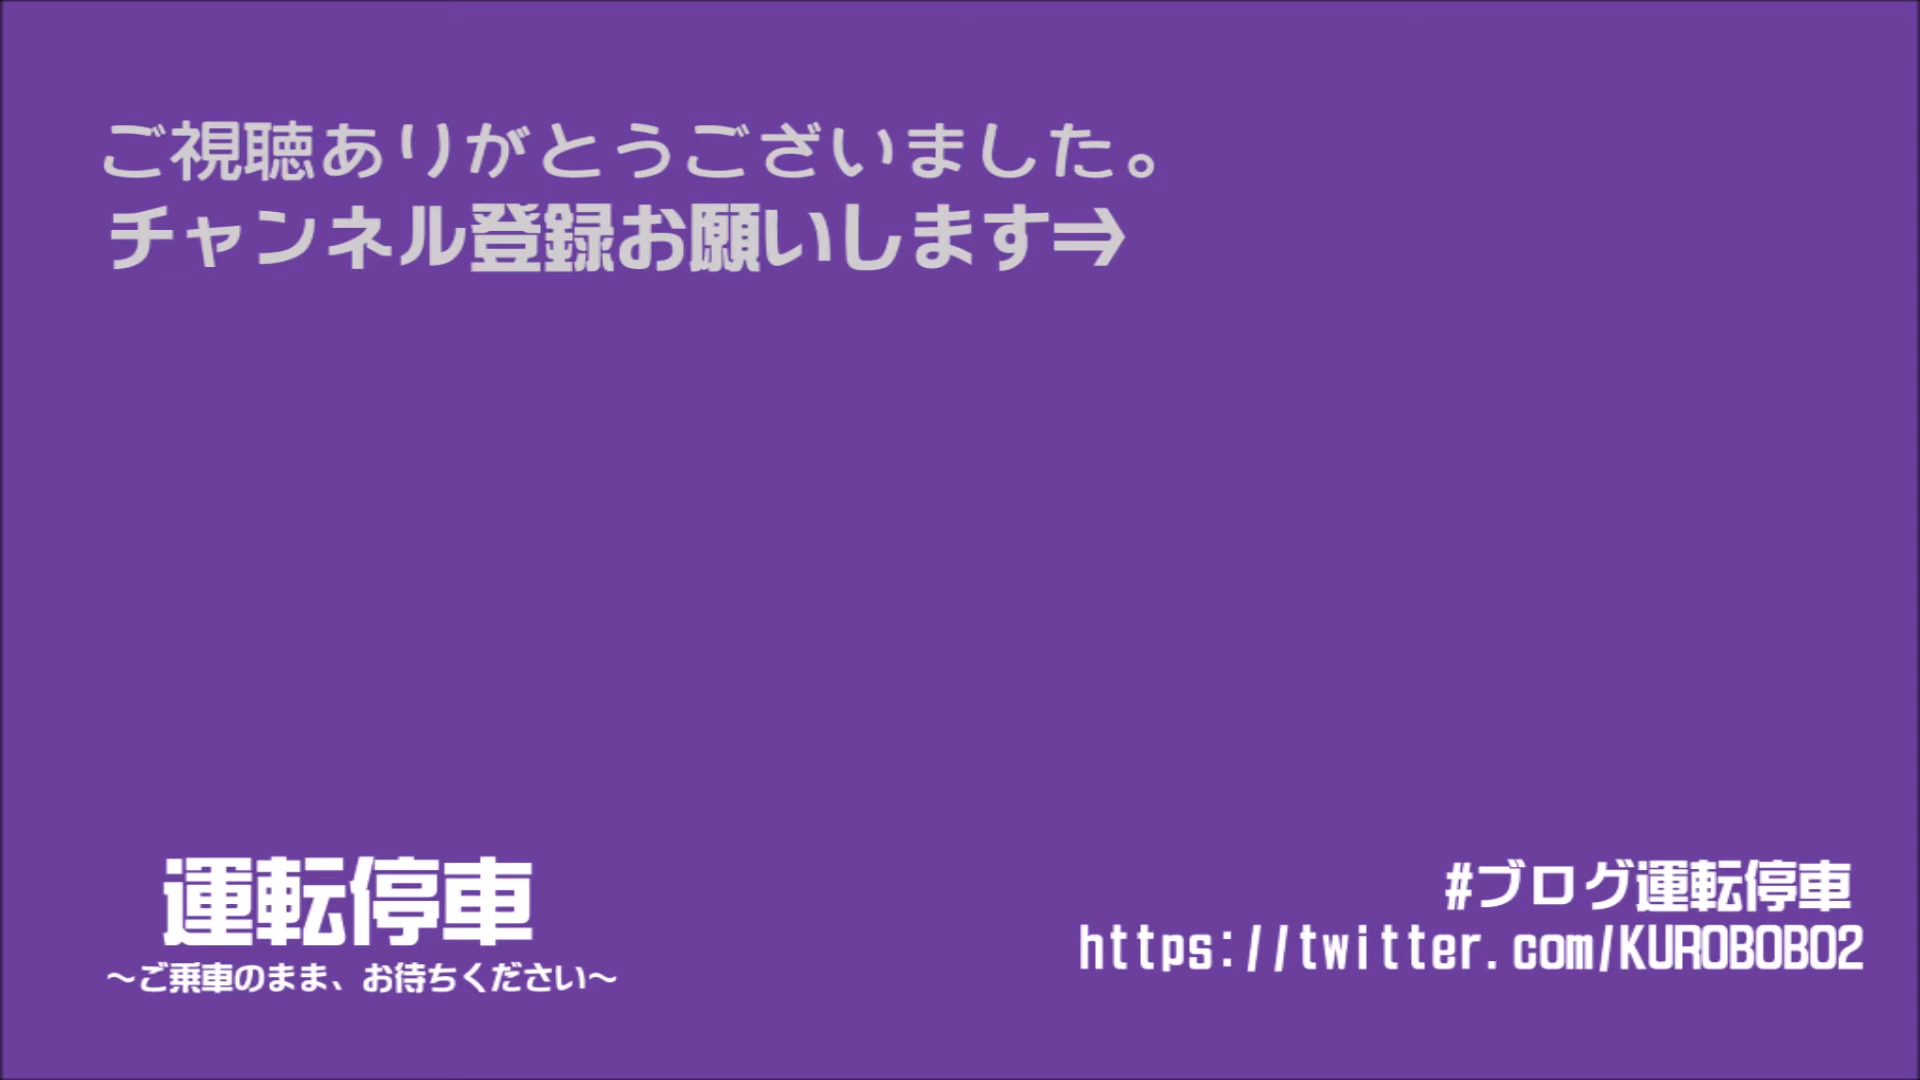 ご視聴ありがとうございました。
チャンネル登録お願いします⇒
運転停車
～ご乗車のまま、お待ちください～
#ブログ運転停車
https://twitter.com/KUROBOBO2